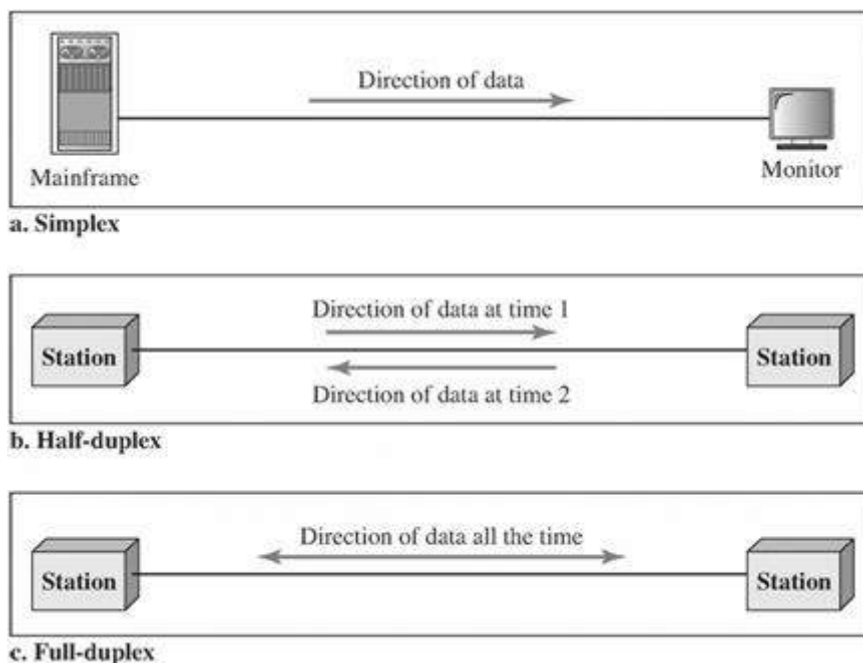 Direction of data
Mainframe
Monitor
a. Simplex
Direction of data at time 1
Station
Station
Direction of data at time 2
b. Half-duplex
Direction of data all the time
Station
Station
c. Full-duplex